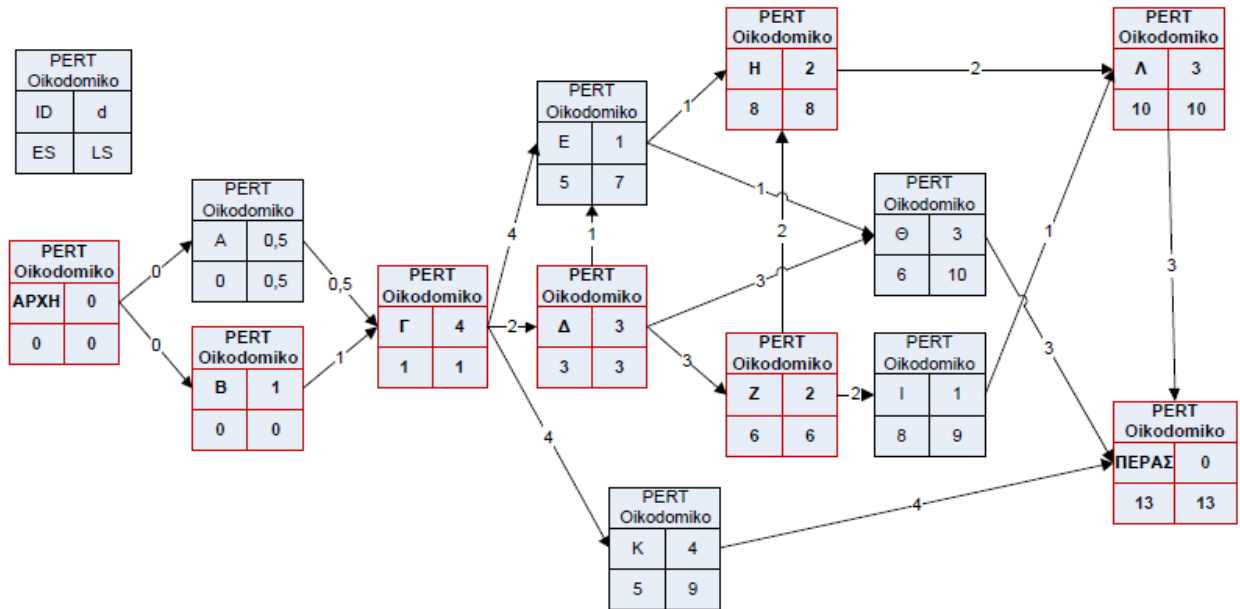 PERT
Oikodomiko
ID d
ES LS
PERT
Oikodomiko
ΑΡΧΗ 0
0 0
0
0
PERT
Oikodomiko
Α 0,5
0 0,5
PERT
Oikodomiko
Β 1
0 0
0,5
1
PERT
Oikodomiko
Γ 4
1 1
4
2
4
PERT
Oikodomiko
Ε 1
5 7
1
PERT
Oikodomiko
Δ 3
3 3
PERT
Oikodomiko
Κ 4
5 9
1
1
3
3
PERT
Oikodomiko
Η 2
8 8
2
PERT
Oikodomiko
Ζ 2
6 6
2
2
PERT
Oikodomiko
Θ 3
6 10
PERT
Oikodomiko
Ι 1
8 9
1
3
4
PERT
Oikodomiko
Λ 3
10 10
3
PERT
Oikodomiko
ΠΕΡΑΣ 0
13 13